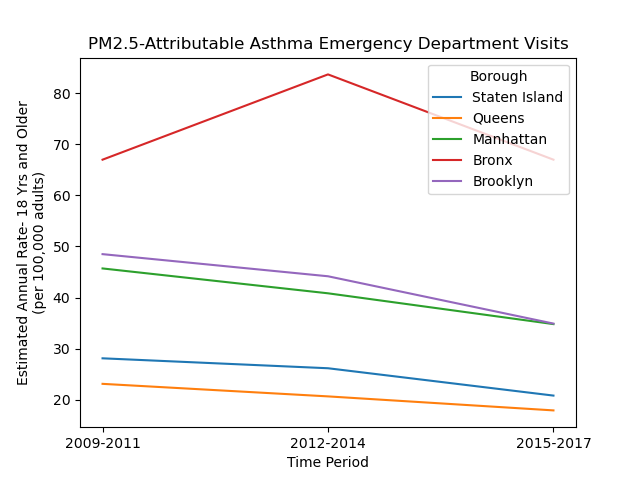 PM2.5-Attributable Asthma Emergency Department Visits
Estimated Annual Rate- 18 Yrs and Older
(per 100,000 adults)
80
70
60
50
40
30
20
Borough
Staten Island
Queens
Manhattan
Bronx
Brooklyn
2009-2011
2012-2014
2015-2017
Time Period